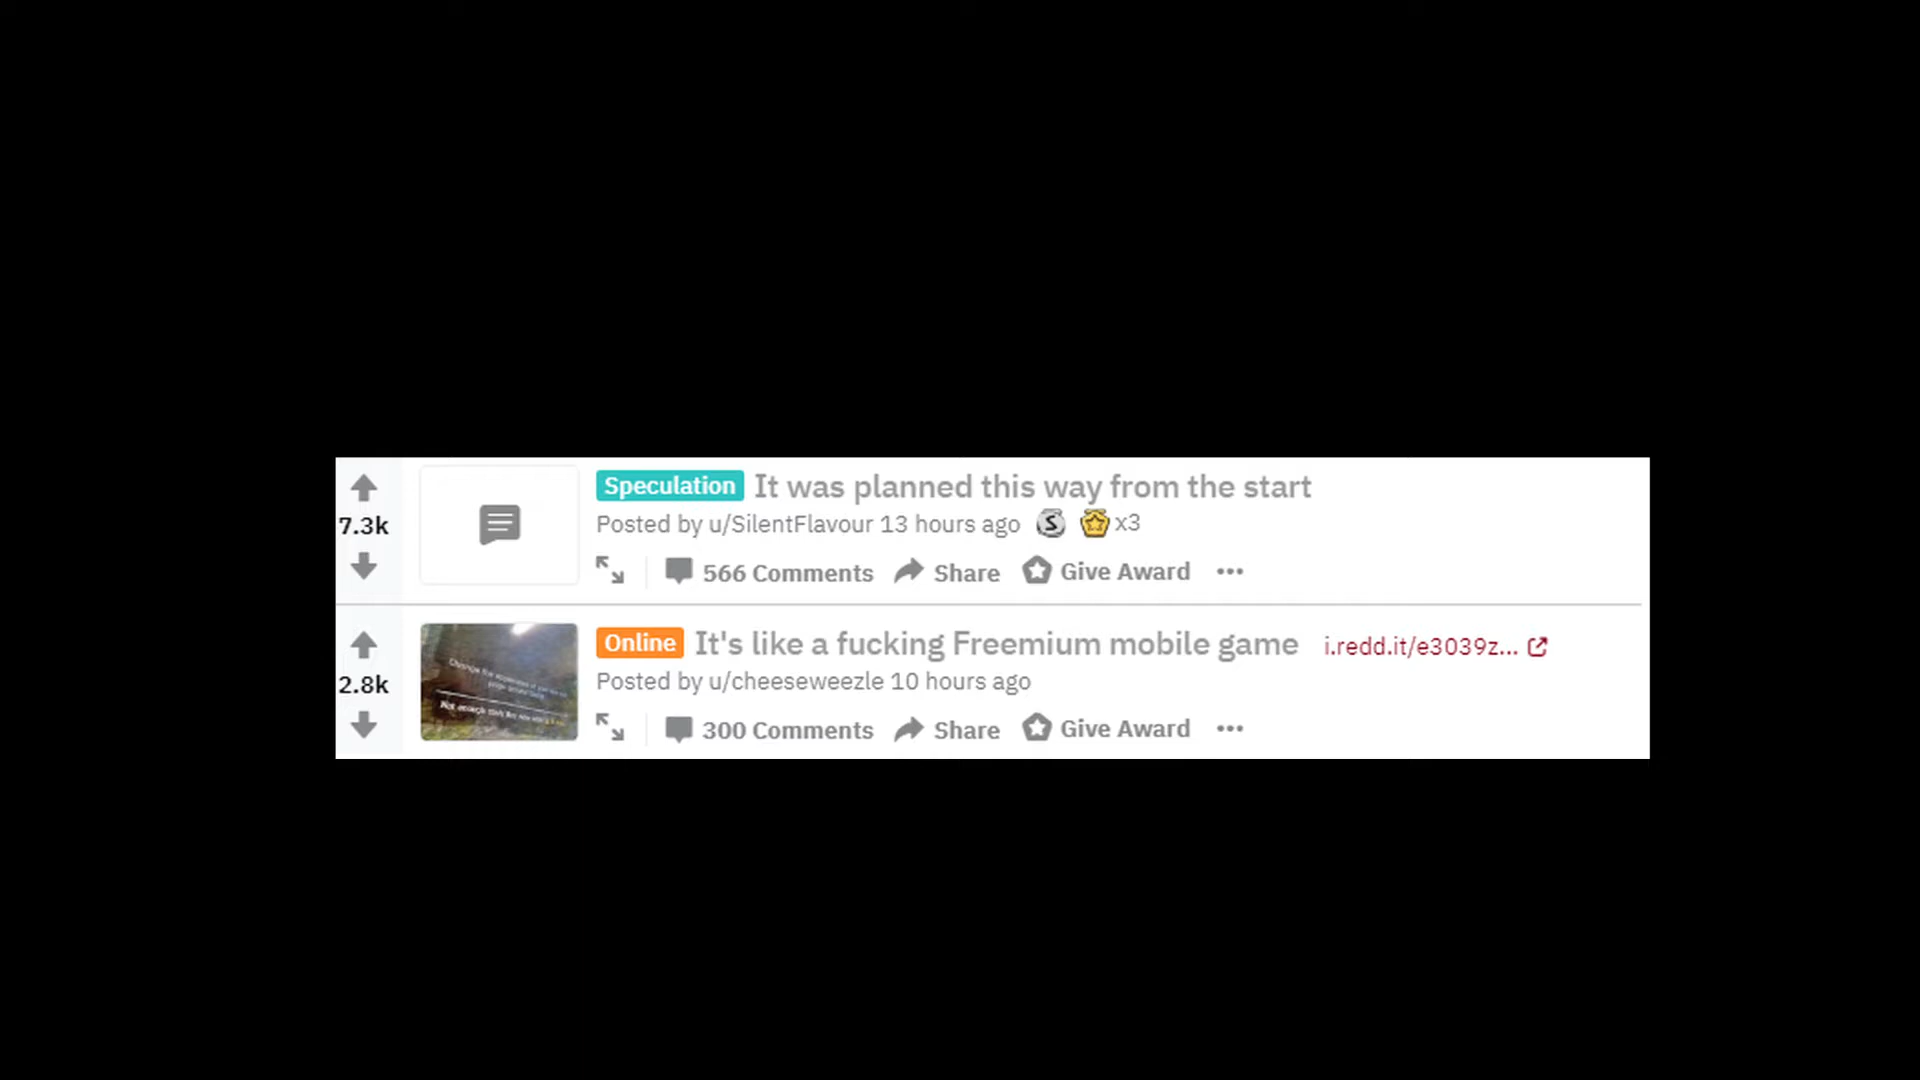 Speculation It was planned this way from the start
7.3k
Posted by u/SilentFlavour 13 hours ago S x3
566 Comments Share Give Award
Online It's like a fucking Freemium mobile game i.redd.it/e3039z...
2.8k
Posted by u/cheeseweezle 10 hours ago
300 Comments Share Give Award